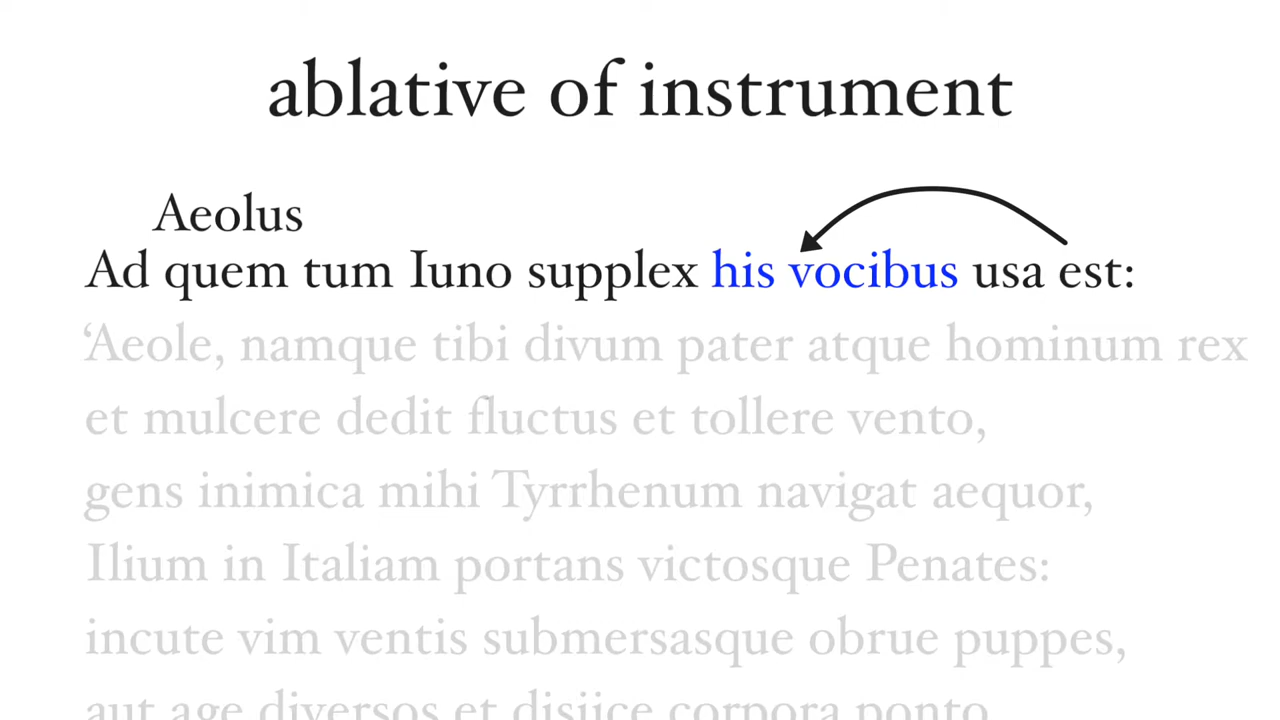 ablative of instrument
Aeolus
Ad quem tum Iuno supplex his vocibus usa est:
‘Aeole, namque tibi divum pater atque hominum rex
et mulcere dedit fluctus et tollere vento,
gens inimica mihi Tyrrhenum navigat aequor,
Ilium in Italiam portans victosque Penates:
incute vim ventis submersasque obrue puppes,
aut age diversos et disiice corpora ponto